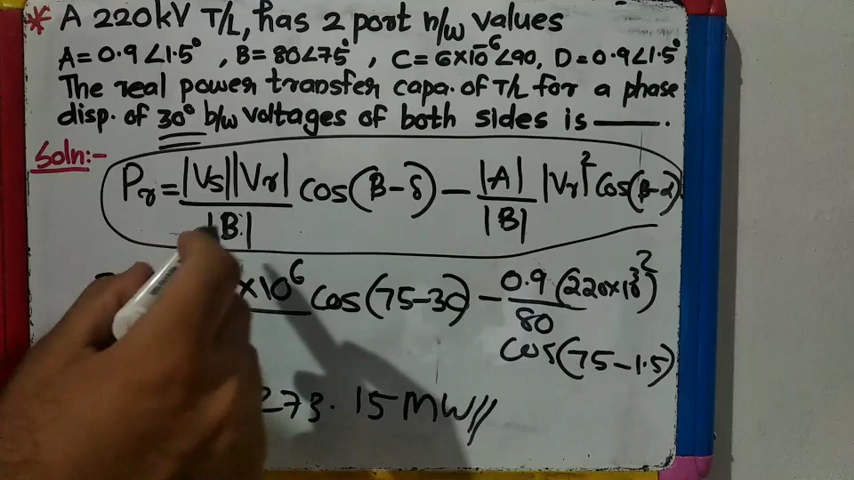 * A 220kV T/L, has 2 port n/w values
A = 0.9∠1.5°, B = 80∠75°, C = 6×10⁻⁶∠90, D = 0.9∠1.5°
The real power transfer capa. of T/L for a phase
disp. of 30° b/w voltages of both sides is ____.
Soln:-
Pr = |Vs||Vr| / |B| cos(β-δ) - |A| / |B| |Vr|² cos(β-α)
×10⁶ cos(75-30) - 0.9 / 80 (220×10³)²
cos(75-1.5)
273.15 MW//